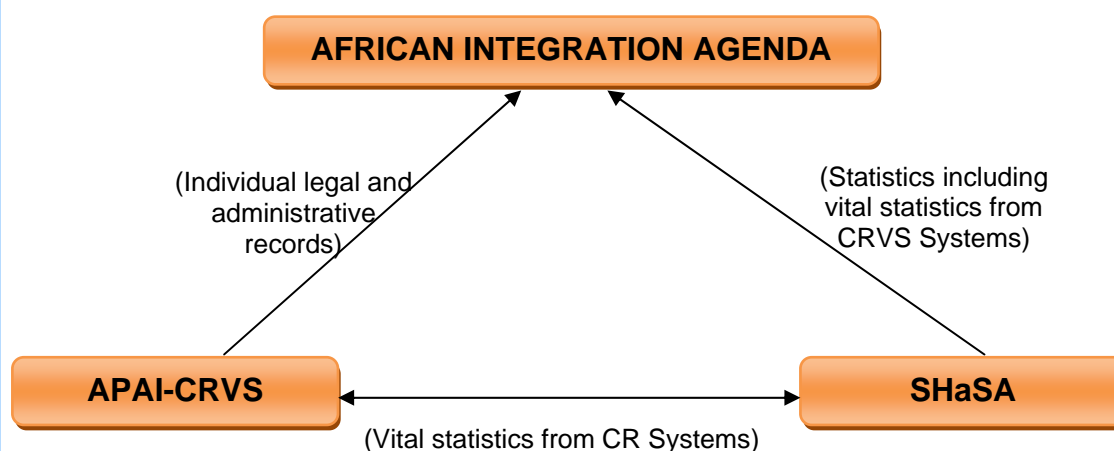 AFRICAN INTEGRATION AGENDA
(Individual legal and
administrative
records)
(Statistics including
vital statistics from
CRVS Systems)
APAI-CRVS
SHaSA
(Vital statistics from CR Systems)